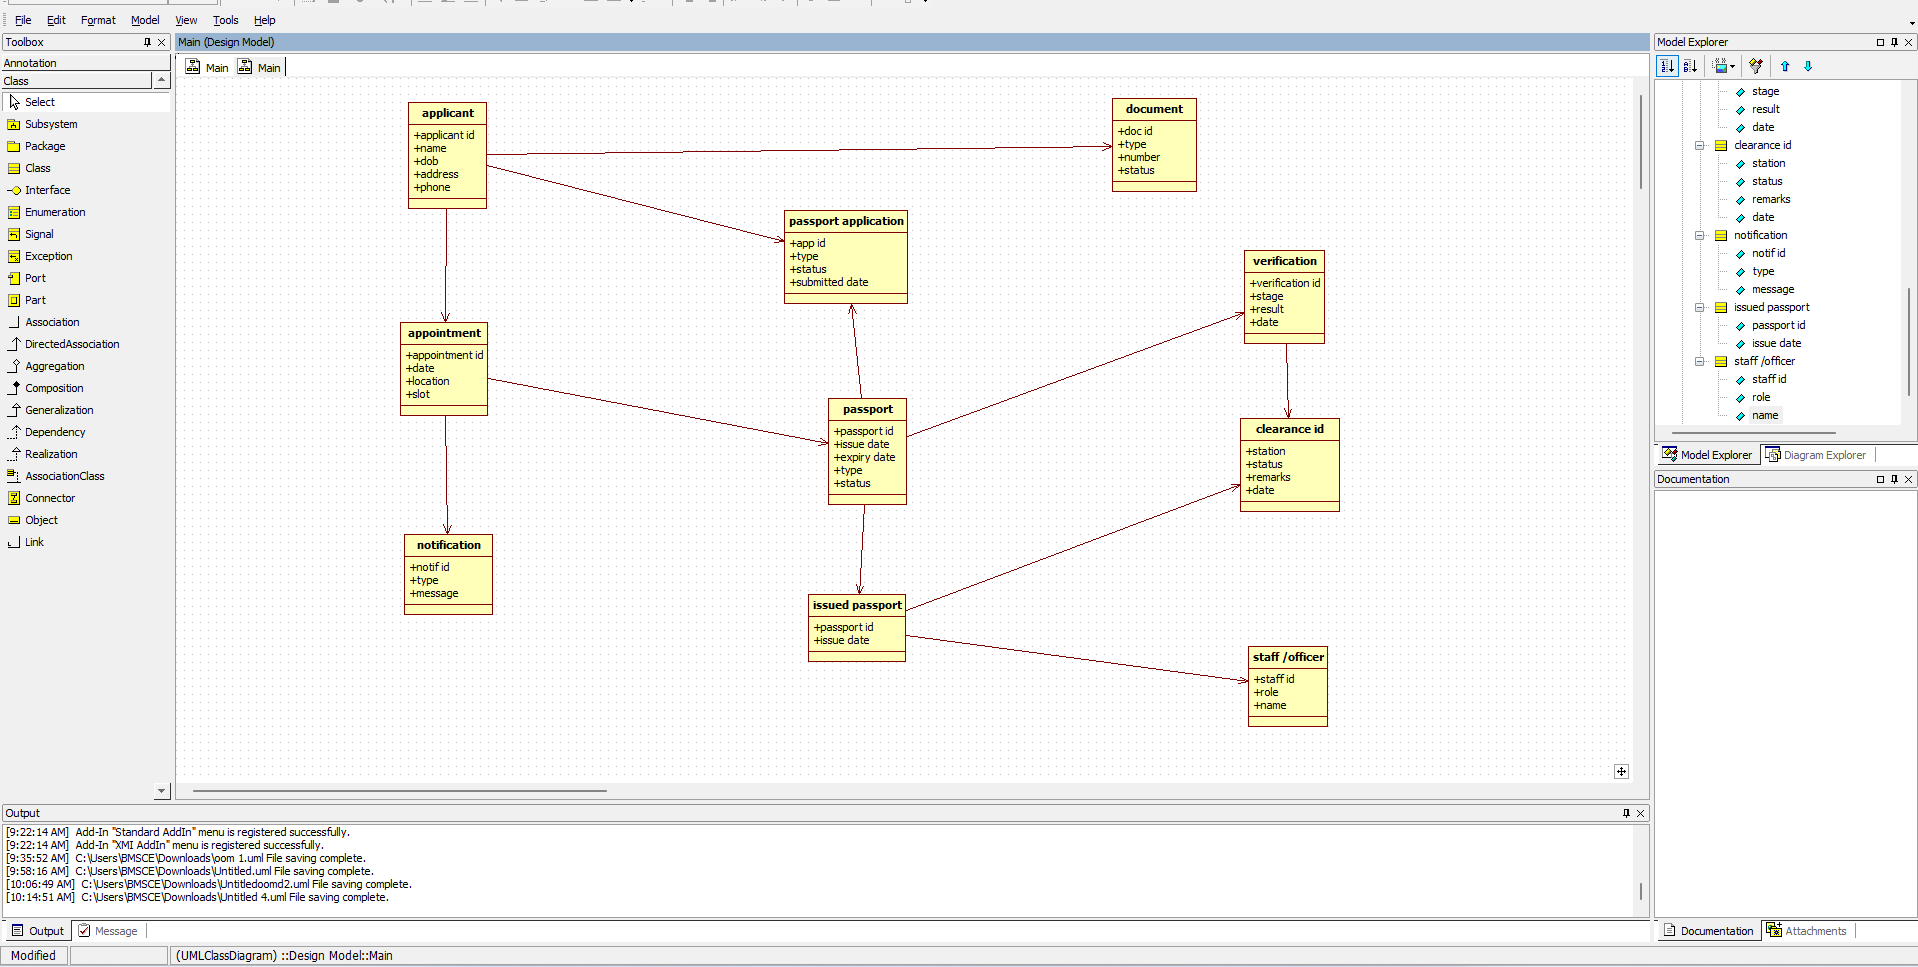 File Edit Format Model View Tools Help
Toolbox
Annotation
Class
Select
Subsystem
Package
Class
Interface
Enumeration
Signal
Exception
Port
Part
Association
DirectedAssociation
Aggregation
Composition
Generalization
Dependency
Realization
AssociationClass
Connector
Object
Link
Main (Design Model)
Main Main
applicant
+applicant id
+name
+dob
+address
+phone
document
+doc id
+type
+number
+status
passport application
+app id
+type
+status
+submitted date
verification
+verification id
+stage
+result
+date
appointment
+appointment id
+date
+location
+slot
passport
+passport id
+issue date
+expiry date
+type
+status
clearance id
+station
+status
+remarks
+date
notification
+notif id
+type
+message
issued passport
+passport id
+issue date
staff /officer
+staff id
+role
+name
Model Explorer
stage
result
date
clearance id
station
status
remarks
date
notification
notif id
type
message
issued passport
passport id
issue date
staff /officer
staff id
role
name
Model Explorer Diagram Explorer
Documentation
Documentation Attachments
Output
[9:22:14 AM] Add-In "Standard AddIn" menu is registered successfully.
[9:22:14 AM] Add-In "XMI AddIn" menu is registered successfully.
[9:35:52 AM] C:\Users\BMSCE\Downloads\oom 1.uml File saving complete.
[9:58:16 AM] C:\Users\BMSCE\Downloads\Untitled.uml File saving complete.
[10:06:49 AM] C:\Users\BMSCE\Downloads\Untitledoomd2.uml File saving complete.
[10:14:51 AM] C:\Users\BMSCE\Downloads\Untitled 4.uml File saving complete.
Output Message
Modified (UMLClassDiagram) ::Design Model::Main